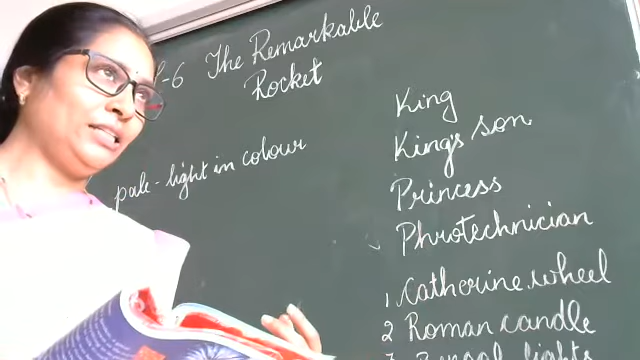 -6 The Remarkable
Rocket
pale - light in colour
King
King's son
Princess
Phrotechnician
1 Catherine wheel
2 Roman candle
3 Bengal lights